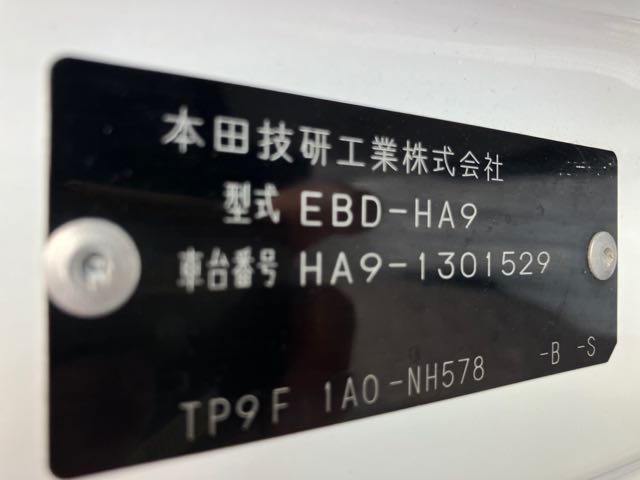 本田技研工業株式会社
型式 EBD-HA9
車台番号 HA9-1301529
TP9F 1A0-NH578 -B -S